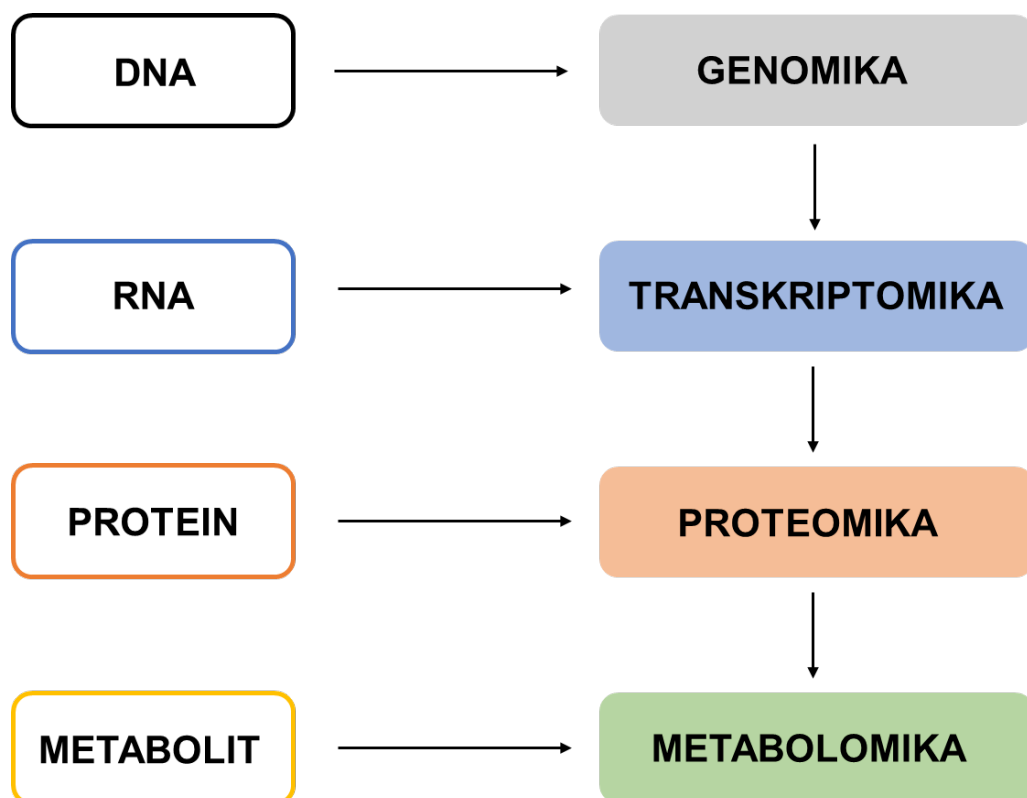 DNA
GENOMIKA
RNA
TRANSKRIPTOMIKA
PROTEIN
PROTEOMIKA
METABOLIT
METABOLOMIKA